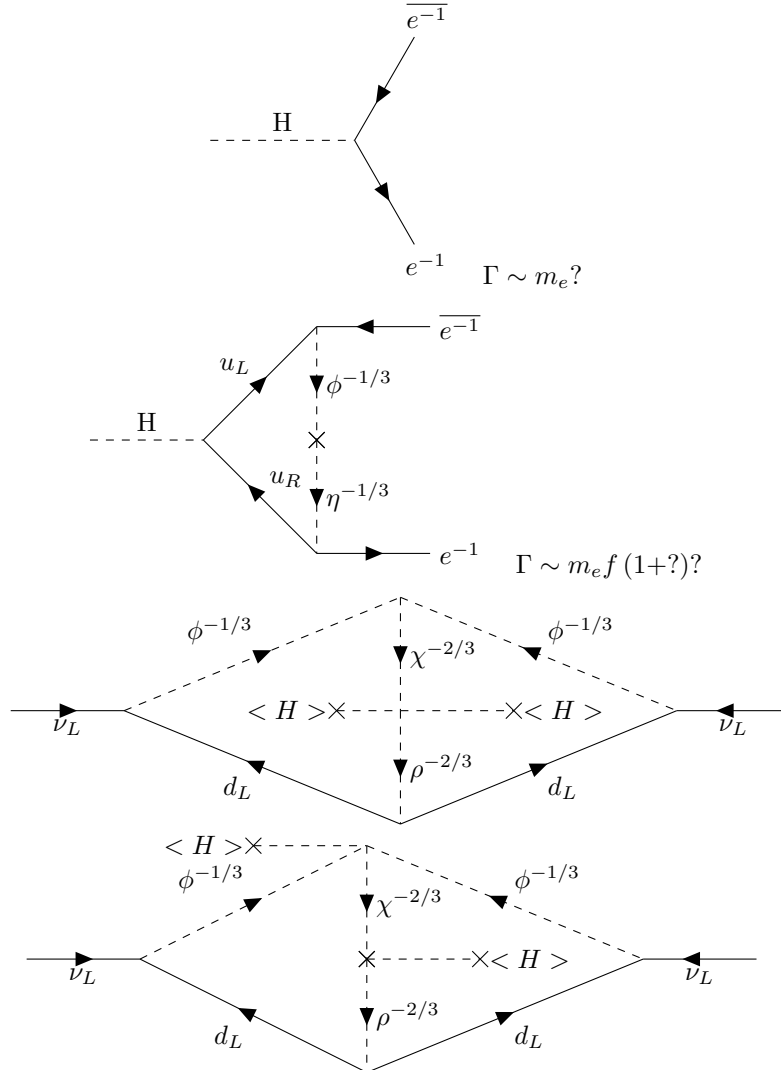 $\overline{e^{-1}}$
H
$e^{-1}$
$\Gamma \sim m_e?$
$\overline{e^{-1}}$
$u_L$
$\phi^{-1/3}$
H
$u_R$
$\eta^{-1/3}$
$e^{-1}$
$\Gamma \sim m_e f (1+?)?$
$\phi^{-1/3}$ $\phi^{-1/3}$
$\chi^{-2/3}$
$< H >$ $< H >$
$\nu_L$ $\nu_L$
$\rho^{-2/3}$
$d_L$ $d_L$
$< H >$
$\phi^{-1/3}$ $\phi^{-1/3}$
$\chi^{-2/3}$
$< H >$
$\nu_L$ $\nu_L$
$\rho^{-2/3}$
$d_L$ $d_L$